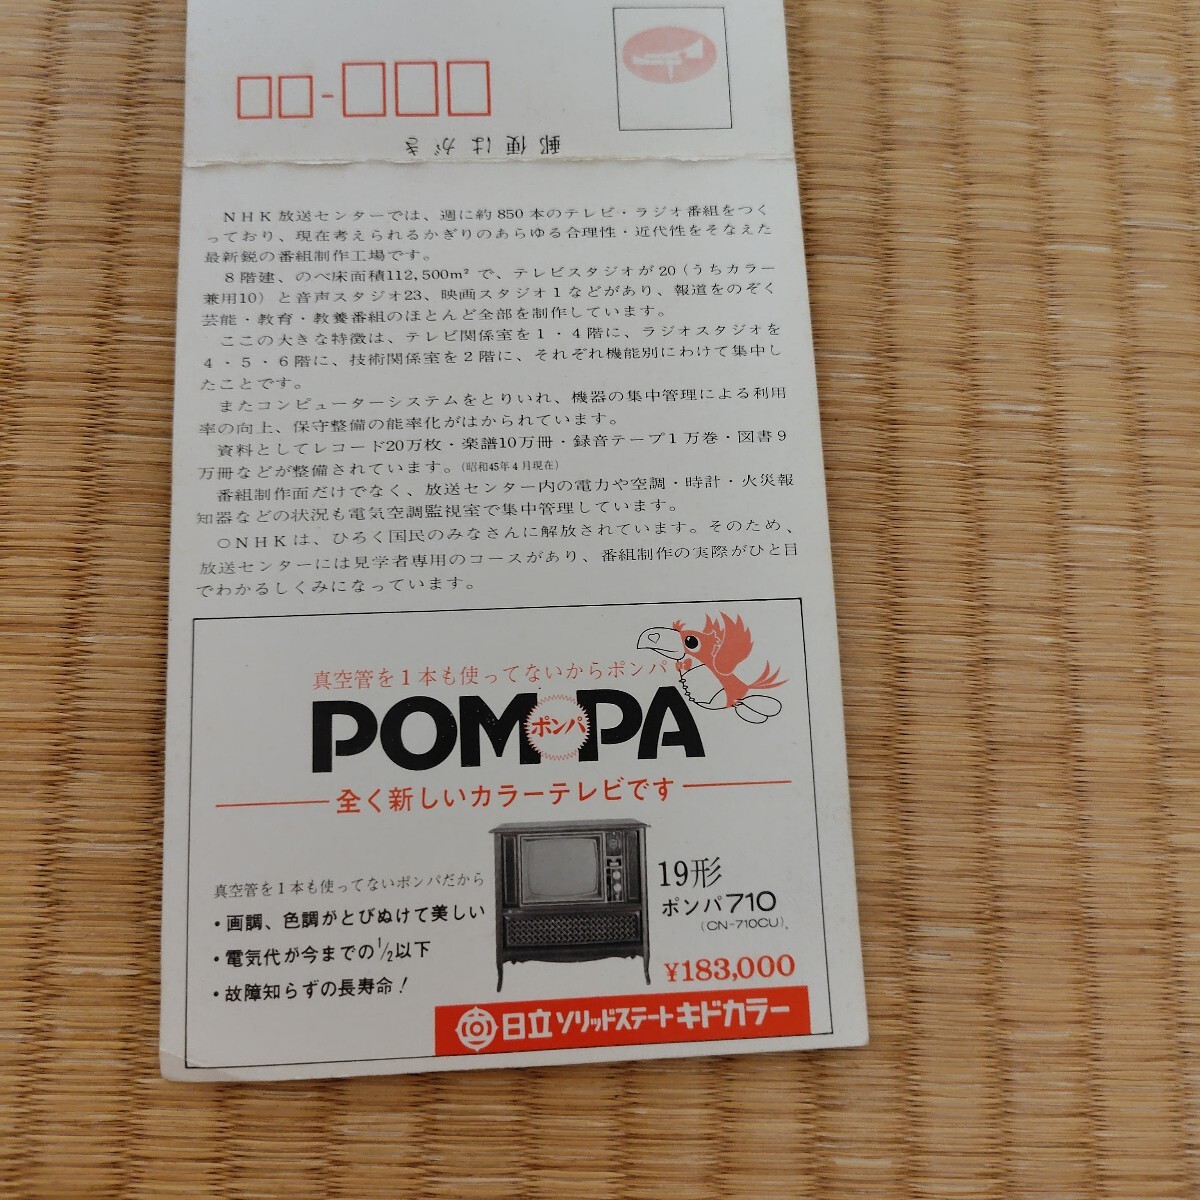 郵便はがき
NHK放送センターでは、週に約850本のテレビ・ラジオ番組をつく
っており、現在考えられるかぎりのあらゆる合理性・近代性をそなえた
最新鋭の番組制作工場です。
8階建、のべ床面積112,500m²で、テレビスタジオが20（うちカラー
兼用10）と音声スタジオ23、映画スタジオ1などがあり、報道をのぞく
芸能・教育・教養番組のほとんど全部を制作しています。
ここの大きな特徴は、テレビ関係室を1・4階に、ラジオスタジオを
4・5・6階に、技術関係室を2階に、それぞれ機能別にわけて集中し
たことです。
またコンピューターシステムをとりいれ、機器の集中管理による利用
率の向上、保守整備の能率化がはかられています。
資料としてレコード20万枚・楽譜10万冊・録音テープ1万巻・図書9
万冊などが整備されています。（昭和45年4月現在）
番組制作面だけでなく、放送センター内の電力や空調・時計・火災報
知器などの状況も電気空調監視室で集中管理しています。
○NHKは、ひろく国民のみなさんに解放されています。そのため、
放送センターには見学者専用のコースがあり、番組制作の実際がひと目
でわかるしくみになっています。
真空管を1本も使ってないからポンパ
POMPA
ポンパ
全く新しいカラーテレビです
真空管を1本も使ってないポンパだから
・画調、色調がとびぬけて美しい
・電気代が今までの1/2以下
・故障知らずの長寿命！
19形
ポンパ710
(CN-710CU)
¥183,000
日立ソリッドステートキドカラー